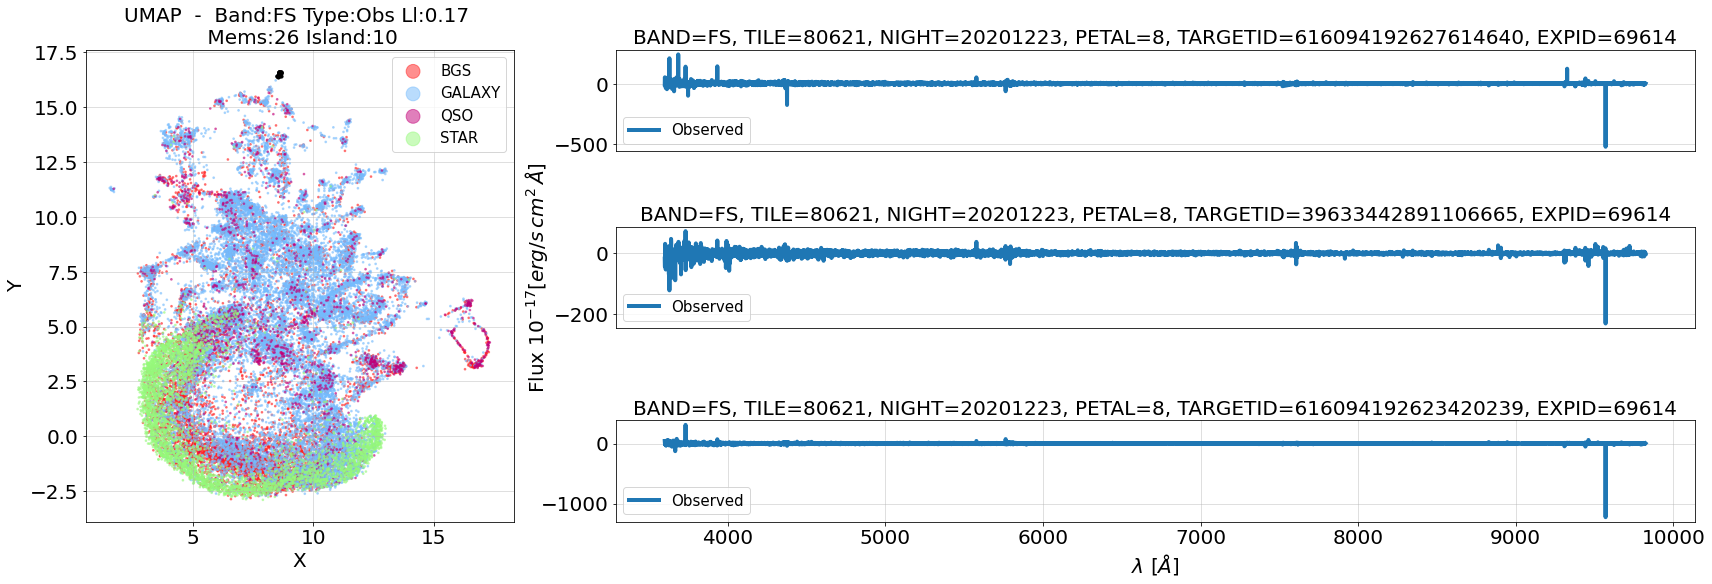 UMAP - Band:FS Type:Obs Ll:0.17
Mems:26 Island:10
17.5
15.0
12.5
10.0
7.5
5.0
2.5
0.0
−2.5
Y
5
10
15
X
BGS
GALAXY
QSO
STAR
Flux 10⁻¹⁷[erg/s cm² Å]
BAND=FS, TILE=80621, NIGHT=20201223, PETAL=8, TARGETID=616094192627614640, EXPID=69614
0
−500
Observed
BAND=FS, TILE=80621, NIGHT=20201223, PETAL=8, TARGETID=39633442891106665, EXPID=69614
0
−200
Observed
BAND=FS, TILE=80621, NIGHT=20201223, PETAL=8, TARGETID=616094192623420239, EXPID=69614
0
−1000
Observed
4000
5000
6000
7000
8000
9000
10000
λ [Å]